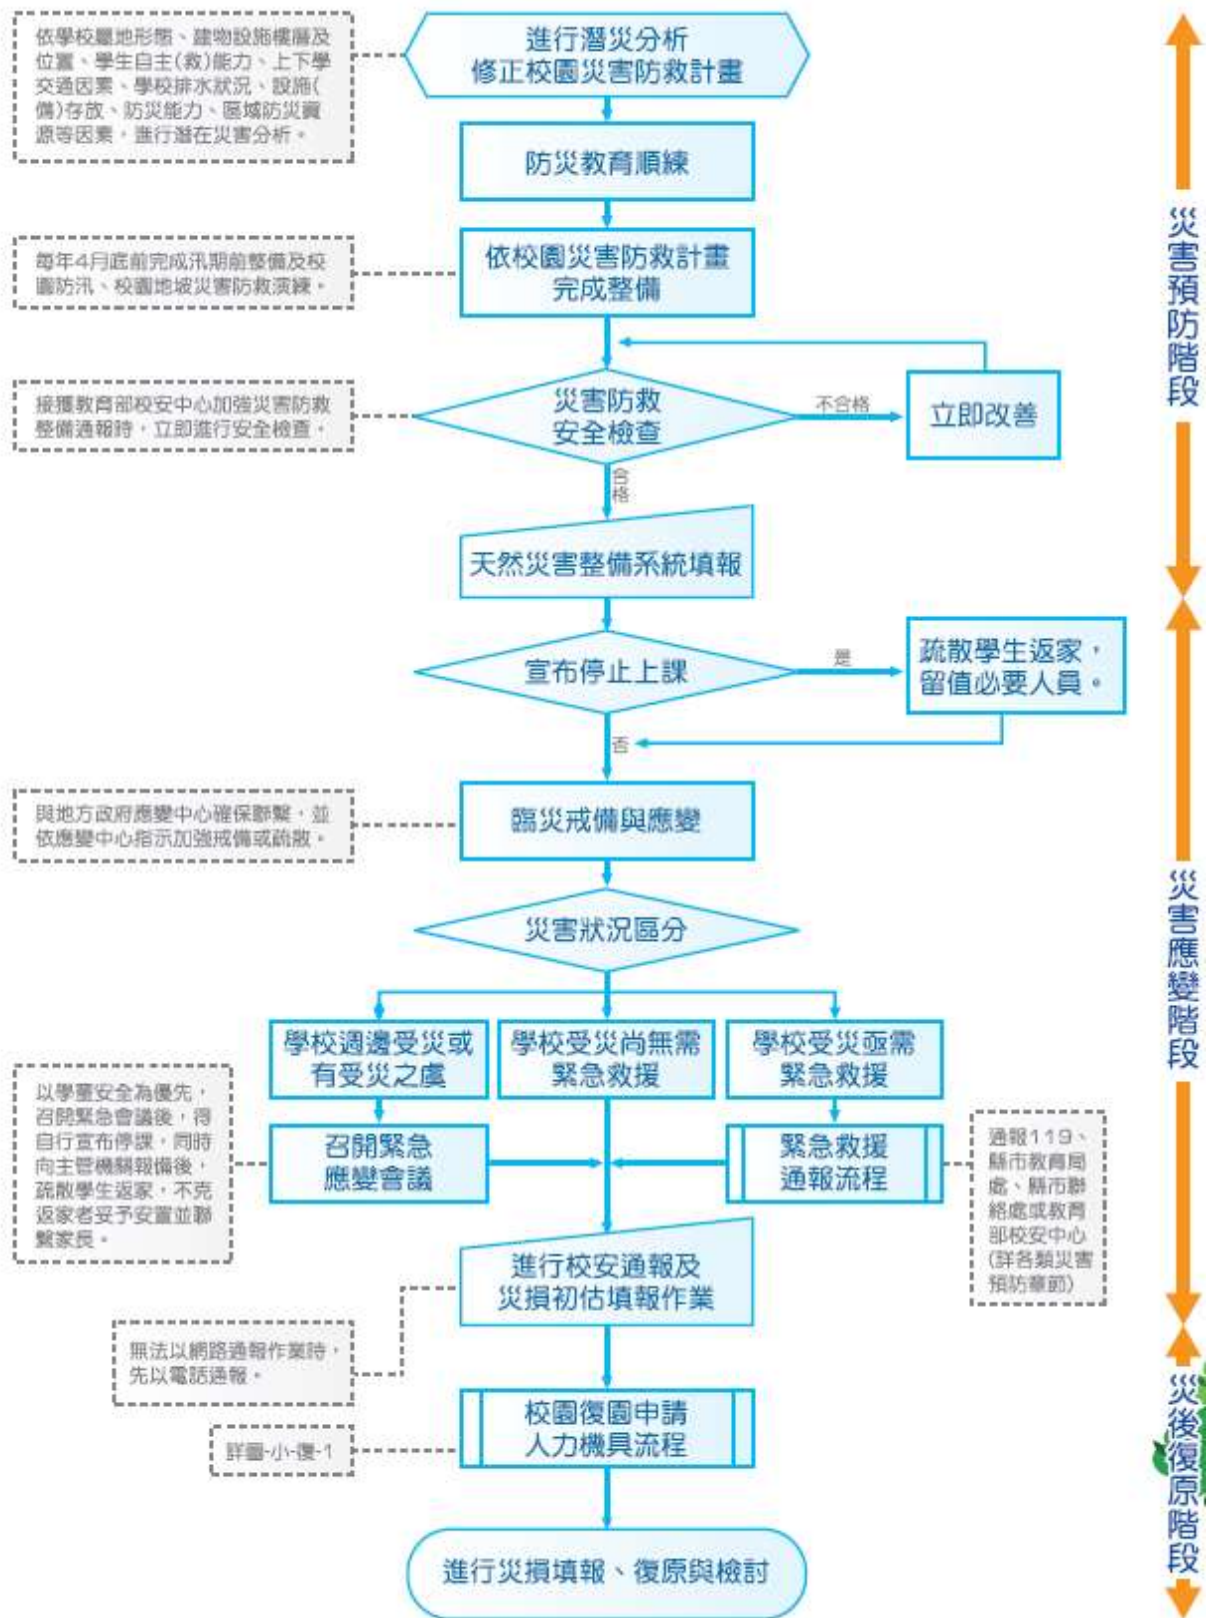 進行潛災分析
修正校園災害防救計畫
依學校屬地形態、建物設施樓層及
位置、學生自主(救)能力、上下學
交通因素、學校排水狀況、設施(
備)存放、防災能力、區域防災資
源等因素，進行潛在災害分析。
防災教育順練
依校園災害防救計畫
完成整備
每年4月底前完成汛期前整備及校
園防汛、校園地坡災害防救演練。
災害防救
安全檢查
接獲教育部校安中心加強災害防救
整備通報時，立即進行安全檢查，
不合格
立即改善
合格
天然災害整備系統填報
災害預防階段
宣布停止上課
是
疏散學生返家，
留值必要人員。
否
臨災戒備與應變
與地方政府應變中心確保聯繫，並
依應變中心指示加強戒備或疏散。
災害狀況區分
學校週邊受災或
有受災之虞
學校受災尚無需
緊急救援
學校受災亟需
緊急救援
召開緊急
應變會議
緊急救援
通報流程
以學童安全為優先，
召開緊急會議後，得
自行宣布停課，同時
向主管機關報備後，
疏散學生返家，不克
返家者妥予安置並聯
繫家長。
通報119、
縣市教育局
處、縣市聯
絡處或教育
部校安中心
(詳各類災害
預防章節)
進行校安通報及
災損初估填報作業
災害應變階段
無法以網路通報作業時，
先以電話通報。
校園復園申請
人力機具流程
詳圖-小-復-1
進行災損填報、復原與檢討
災後復原階段